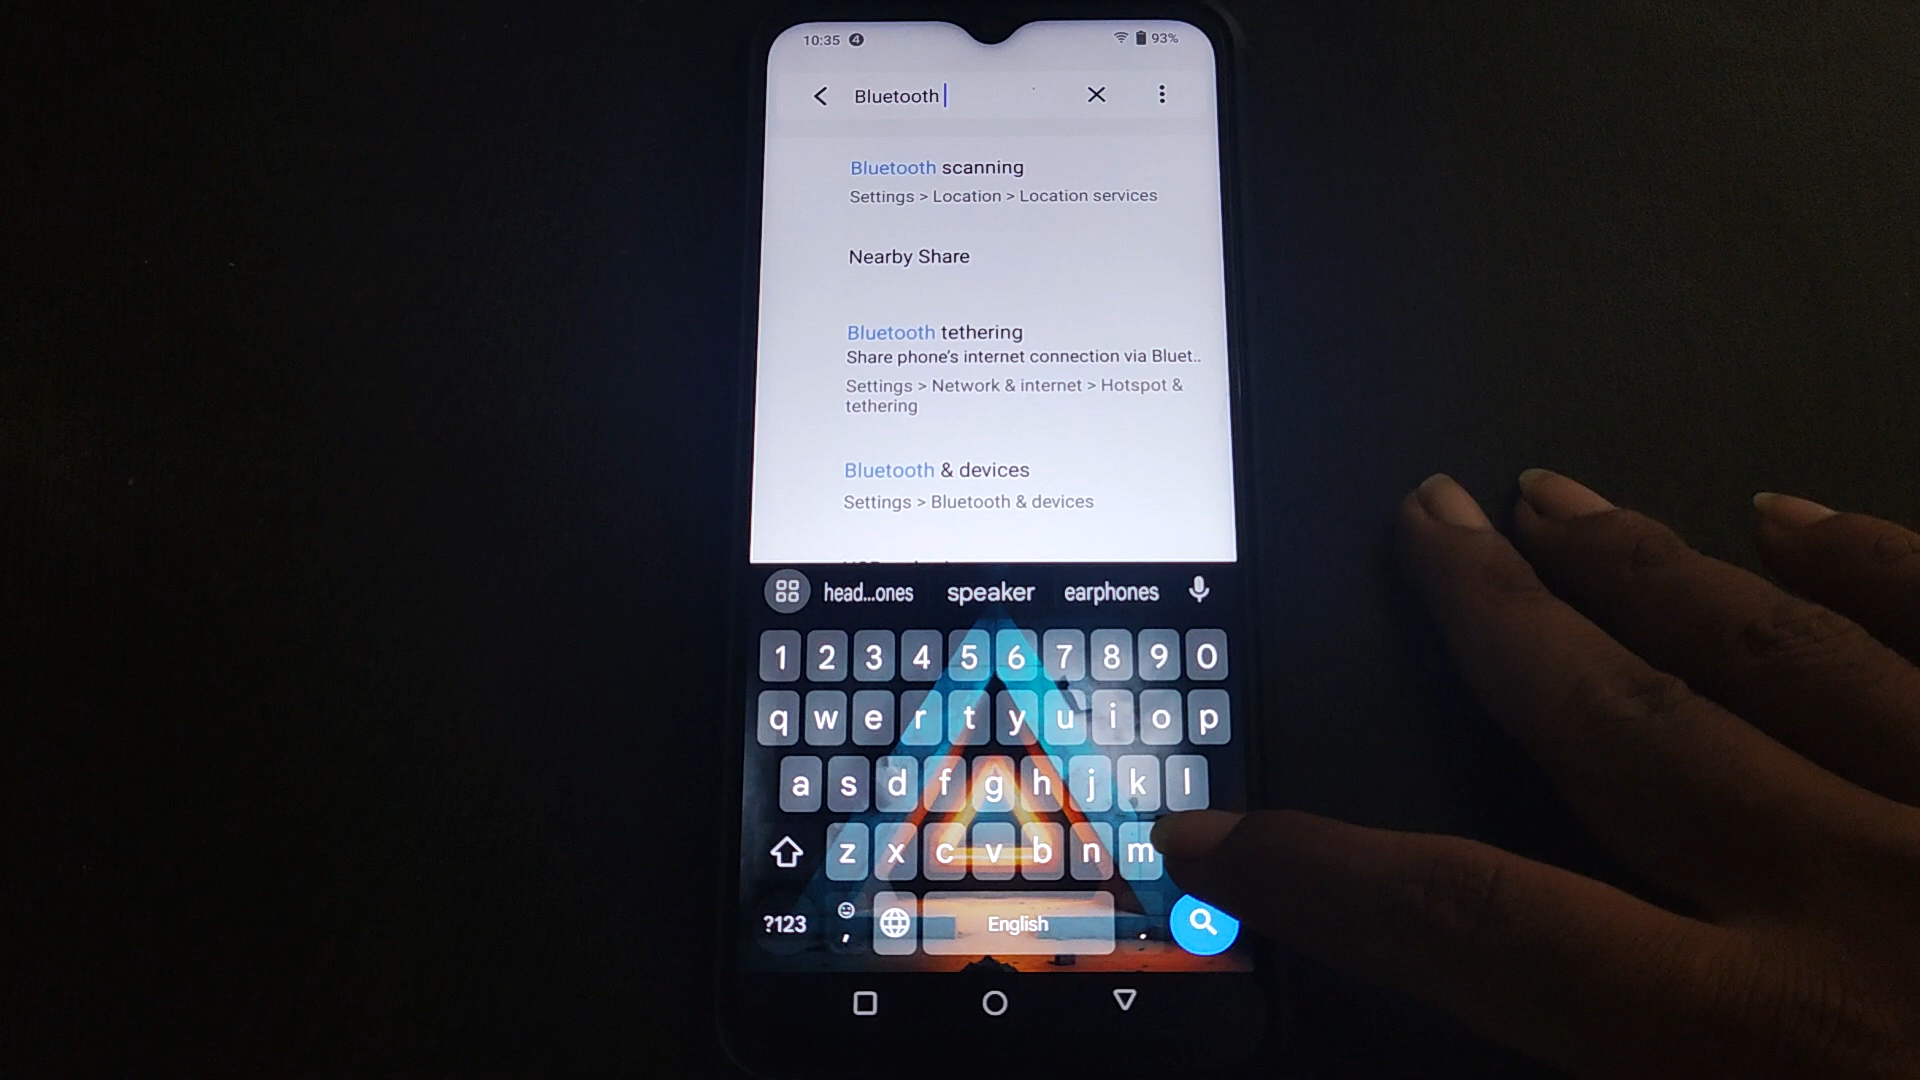 10:35 4 93%
Bluetooth
Bluetooth scanning
Settings > Location > Location services
Nearby Share
Bluetooth tethering
Share phone's internet connection via Bluet..
Settings > Network & internet > Hotspot &
tethering
Bluetooth & devices
Settings > Bluetooth & devices
head...ones speaker earphones
1 2 3 4 5 6 7 8 9 0
q w e r t y u i o p
a s d f g h j k l
z x c v b n m
?123 , English .